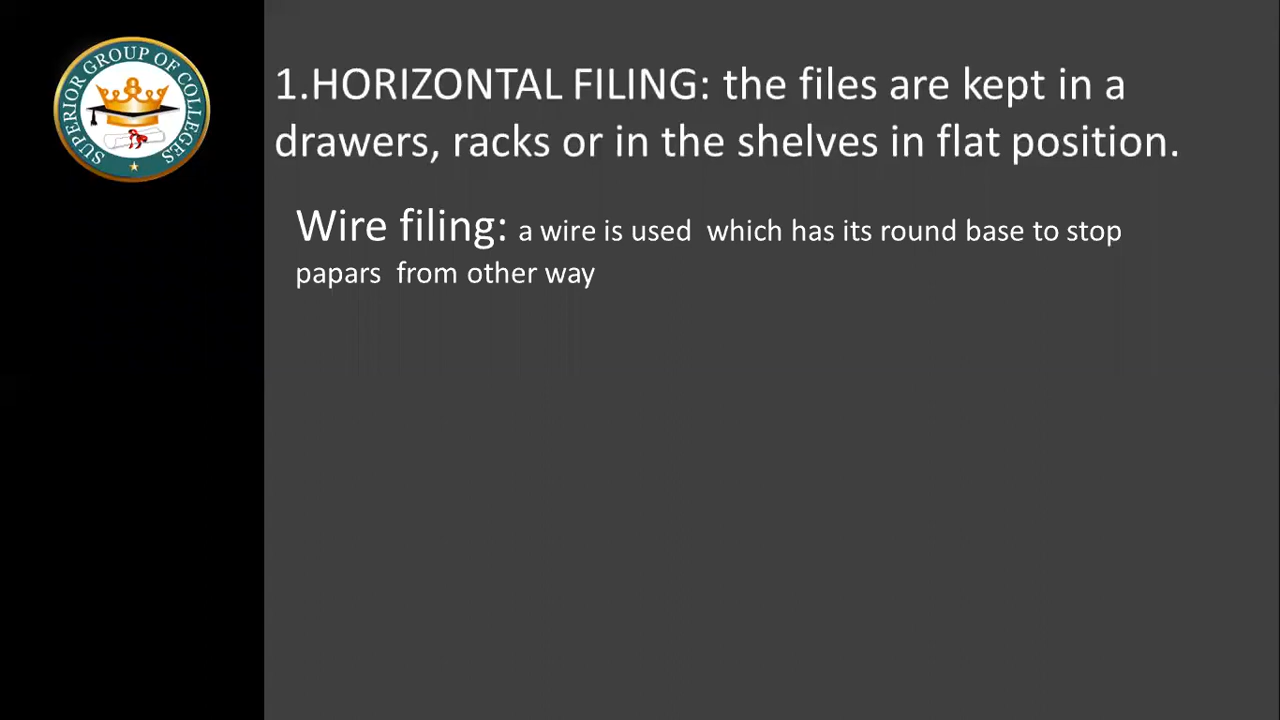 SUPERIOR GROUP OF COLLEGES
1.HORIZONTAL FILING: the files are kept in a
drawers, racks or in the shelves in flat position.
Wire filing: a wire is used which has its round base to stop
papars from other way